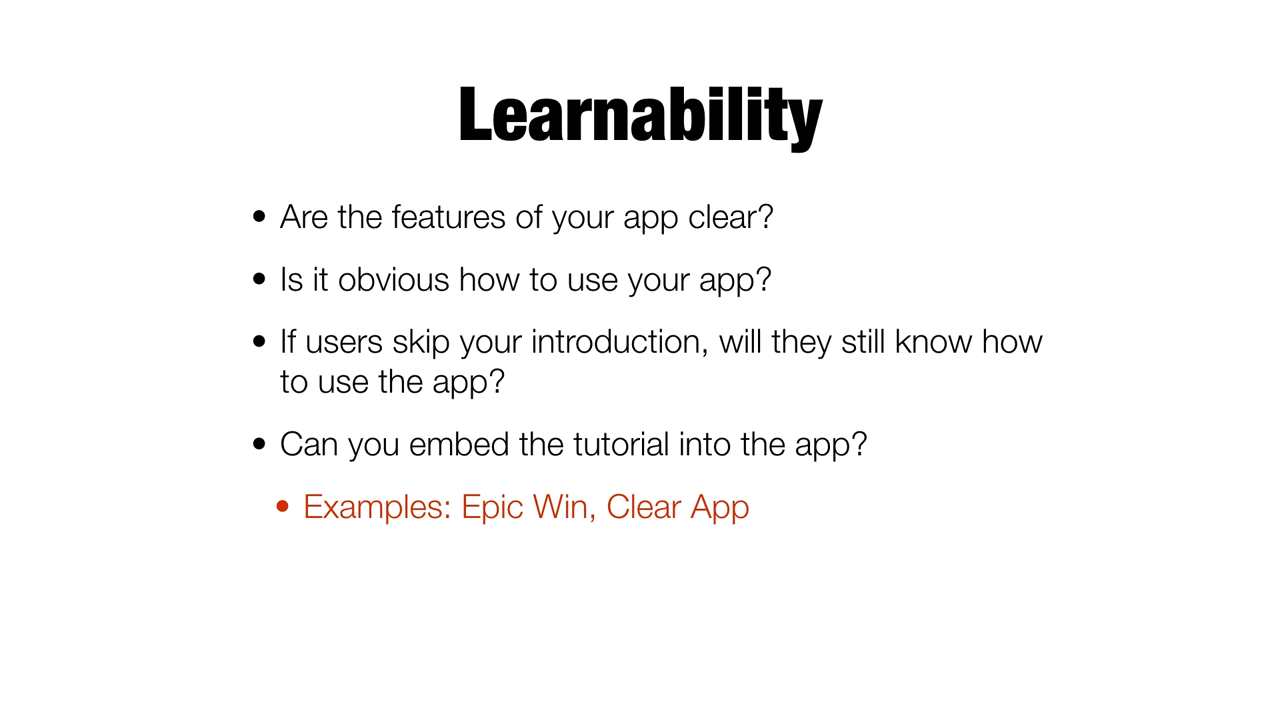 Learnability
• Are the features of your app clear?
• Is it obvious how to use your app?
• If users skip your introduction, will they still know how
to use the app?
• Can you embed the tutorial into the app?
• Examples: Epic Win, Clear App